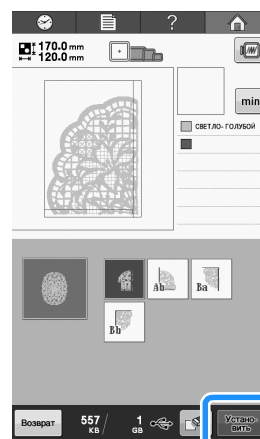 ?
170.0 mm
120.0 mm
min
СВЕТЛО- ГОЛУБОЙ
Ab
Ba
Bb
Возврат
557 KB / 1 GB
Устано-
вить